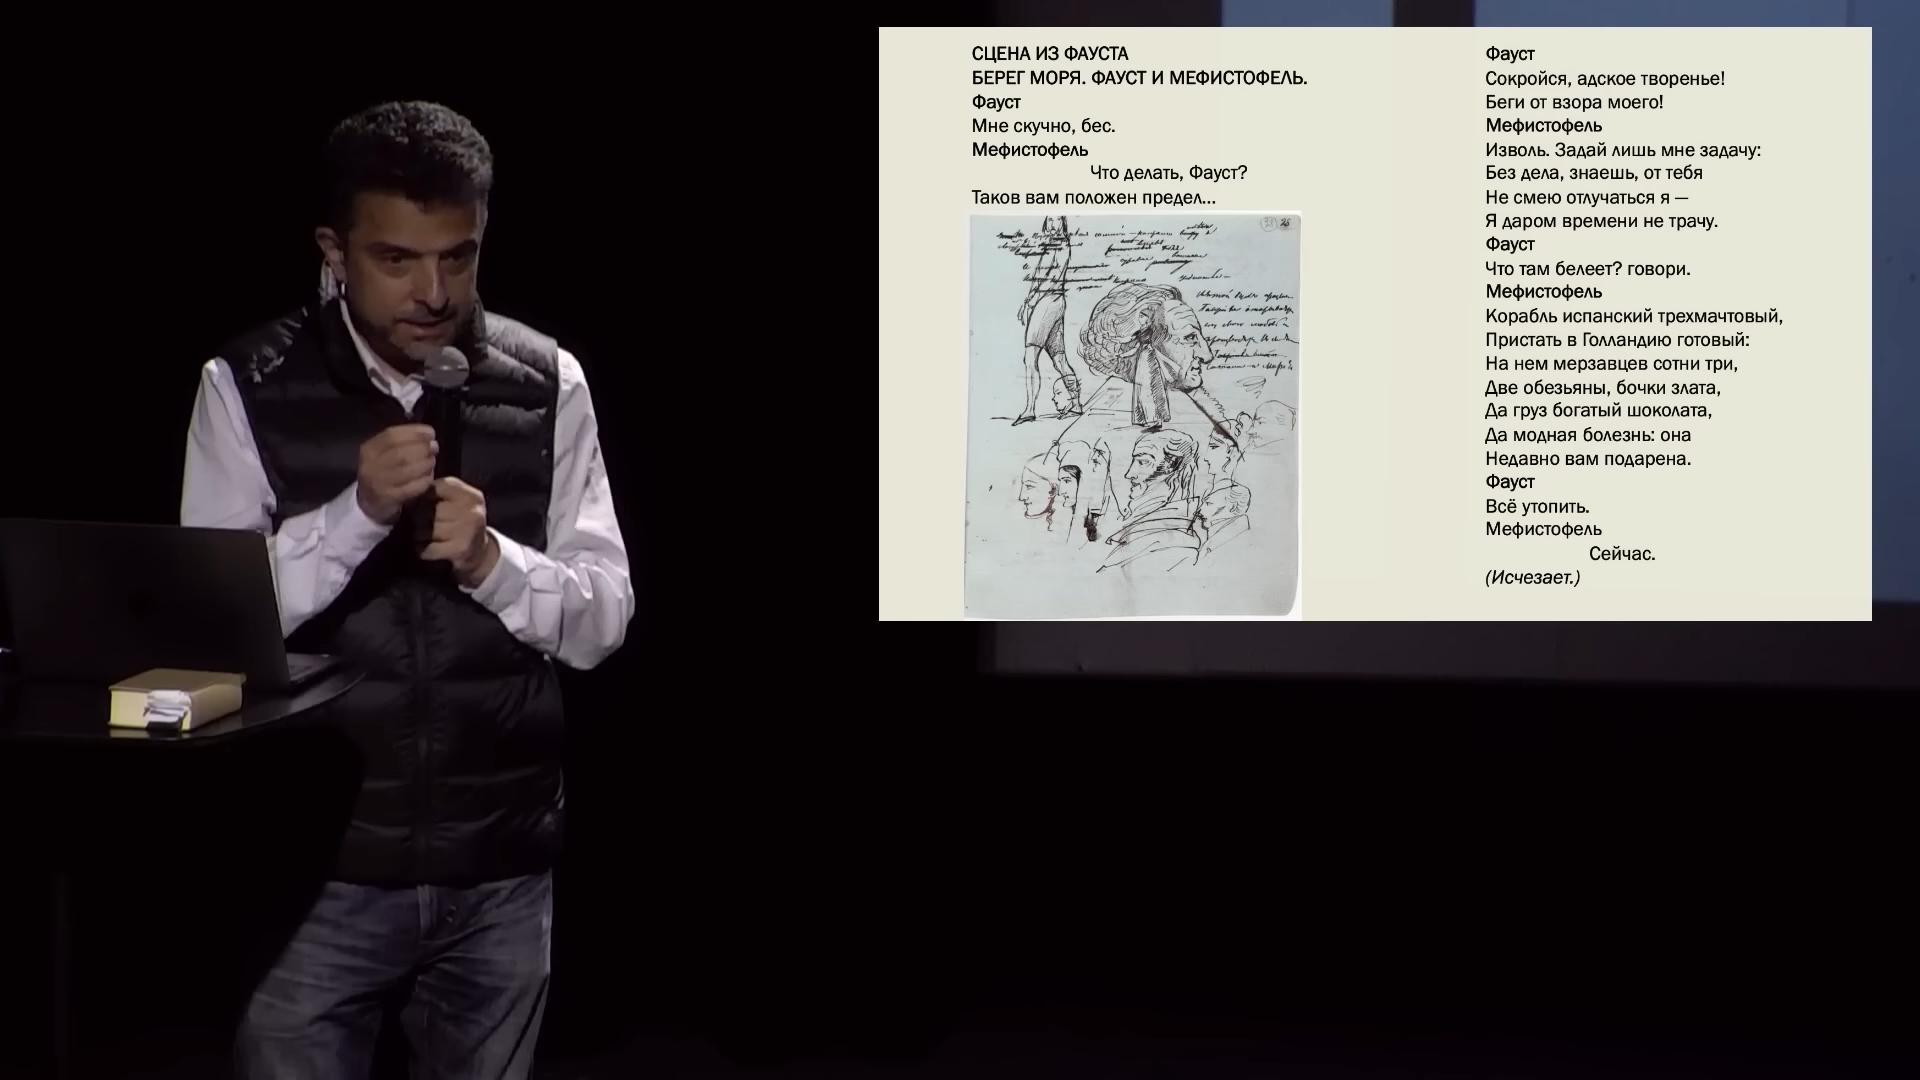 СЦЕНА ИЗ ФАУСТА
БЕРЕГ МОРЯ. ФАУСТ И МЕФИСТОФЕЛЬ.
Фауст
Мне скучно, бес.
Мефистофель
Что делать, Фауст?
Таков вам положен предел...
Фауст
Сокройся, адское творенье!
Беги от взора моего!
Мефистофель
Изволь. Задай лишь мне задачу:
Без дела, знаешь, от тебя
Не смею отлучаться я —
Я даром времени не трачу.
Фауст
Что там белеет? говори.
Мефистофель
Корабль испанский трехмачтовый,
Пристать в Голландию готовый:
На нем мерзавцев сотни три,
Две обезьяны, бочки злата,
Да груз богатый шоколата,
Да модная болезнь: она
Недавно вам подарена.
Фауст
Всё утопить.
Мефистофель
Сейчас.
(Исчезает.)